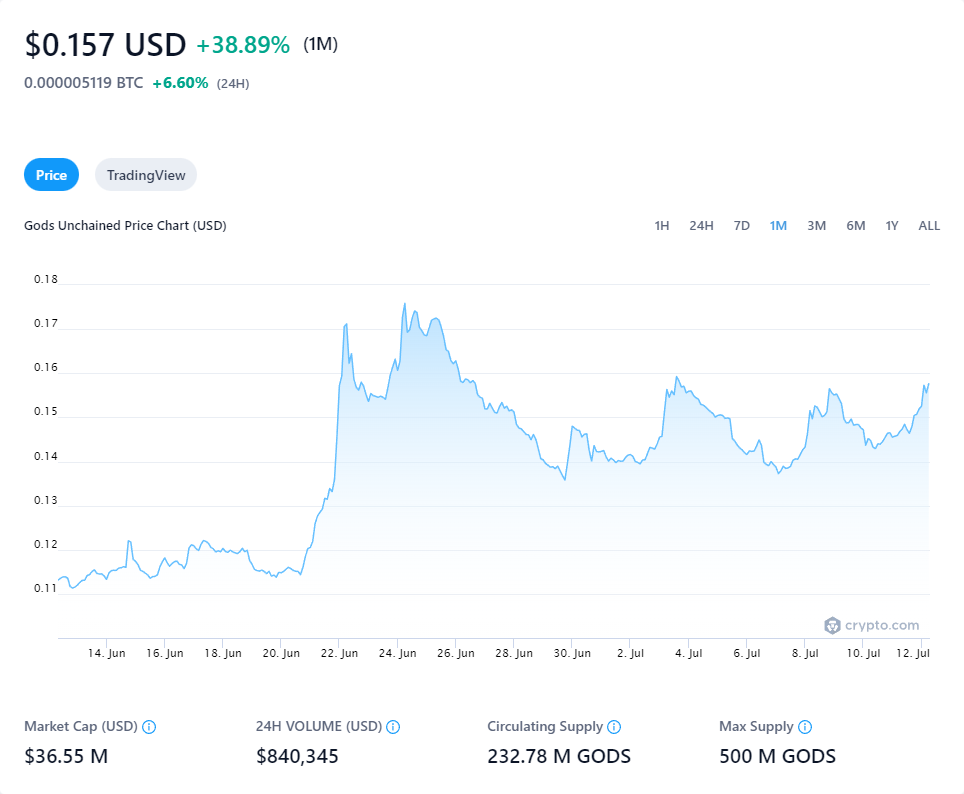 $0.157 USD +38.89% (1M)
0.000005119 BTC +6.60% (24H)
Price TradingView
Gods Unchained Price Chart (USD) 1H 24H 7D 1M 3M 6M 1Y ALL
0.18
0.17
0.16
0.15
0.14
0.13
0.12
0.11
crypto.com
14. Jun 16. Jun 18. Jun 20. Jun 22. Jun 24. Jun 26. Jun 28. Jun 30. Jun 2. Jul 4. Jul 6. Jul 8. Jul 10. Jul 12. Jul
Market Cap (USD) 24H VOLUME (USD) Circulating Supply Max Supply
$36.55 M $840,345 232.78 M GODS 500 M GODS